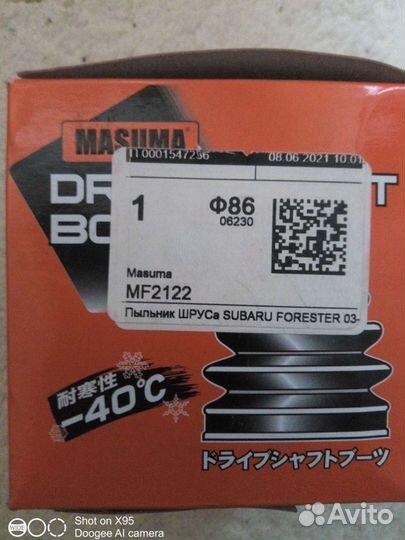 MASUMA
IT0001547296 08.06.2021 10:01
DR T
BO
1
Ф86
06230
Masuma
MF2122
Пыльник ШРУСа SUBARU FORESTER 03-
耐寒性
-40℃
ドライブシャフトブーツ
WIDE
Shot on X95
Doogee AI camera
Avito